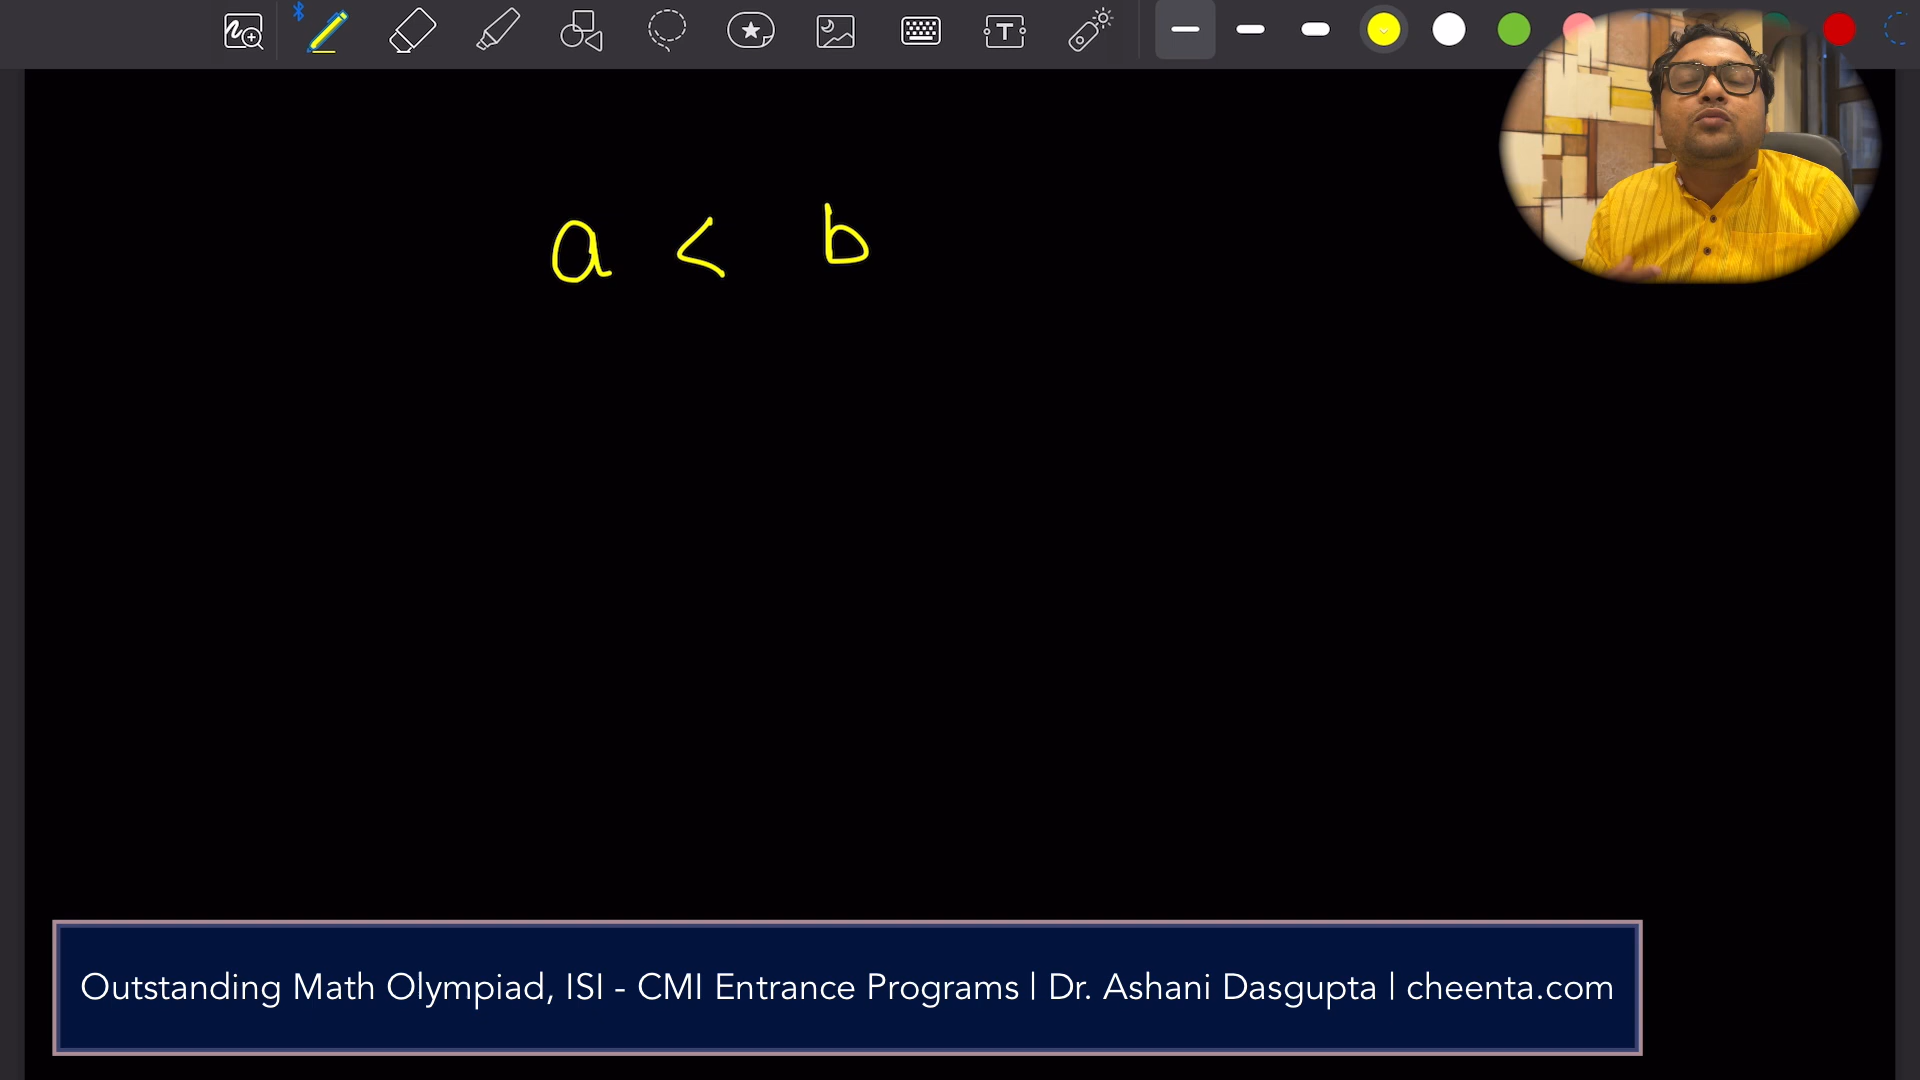 a < b
Outstanding Math Olympiad, ISI - CMI Entrance Programs | Dr. Ashani Dasgupta | cheenta.com